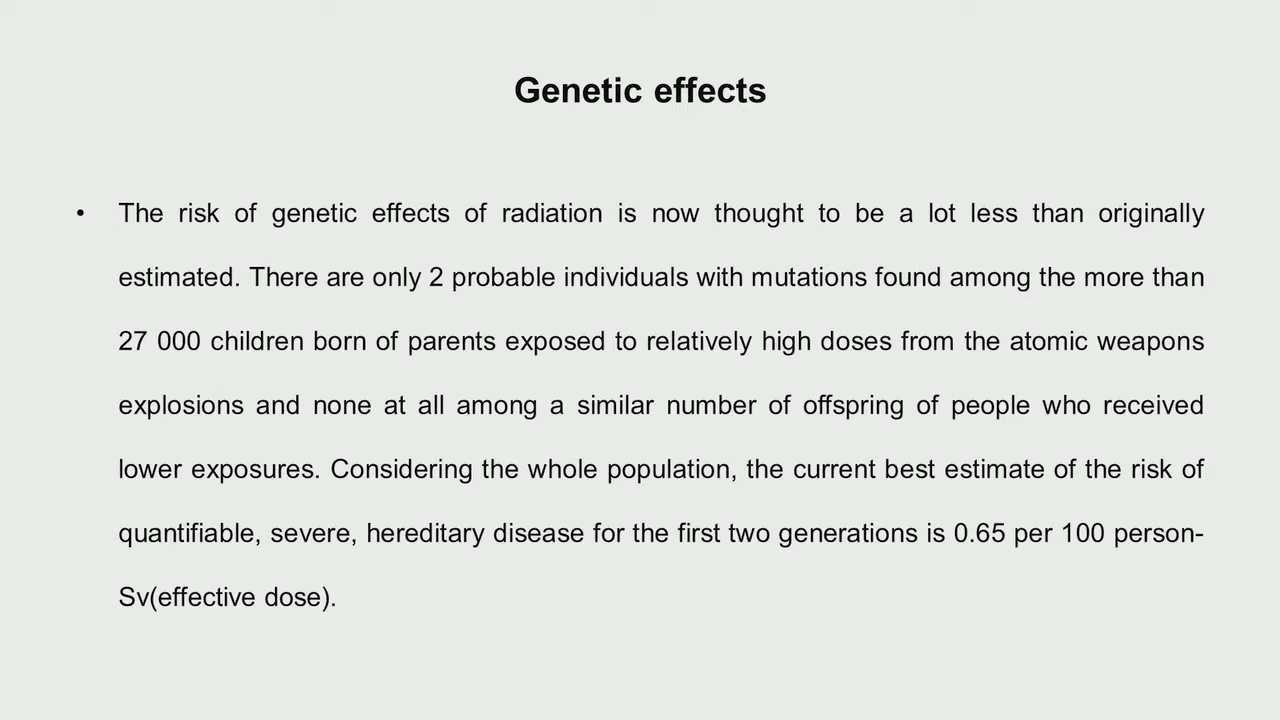 Genetic effects
• The risk of genetic effects of radiation is now thought to be a lot less than originally
estimated. There are only 2 probable individuals with mutations found among the more than
27 000 children born of parents exposed to relatively high doses from the atomic weapons
explosions and none at all among a similar number of offspring of people who received
lower exposures. Considering the whole population, the current best estimate of the risk of
quantifiable, severe, hereditary disease for the first two generations is 0.65 per 100 person-
Sv(effective dose).